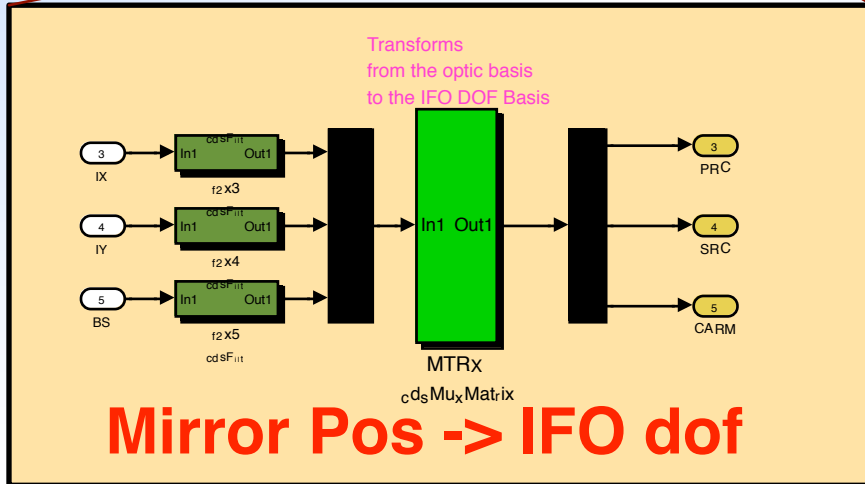 Transforms
from the optic basis
to the IFO DOF Basis
3
IX
cdsFilt
In1 Out1
f2x3
4
IY
cdsFilt
In1 Out1
f2x4
5
BS
cdsFilt
In1 Out1
f2x5
cdsFilt
In1 Out1
MTRx
cdsMuxMatrix
3
PRC
4
SRC
5
CARM
Mirror Pos -> IFO dof